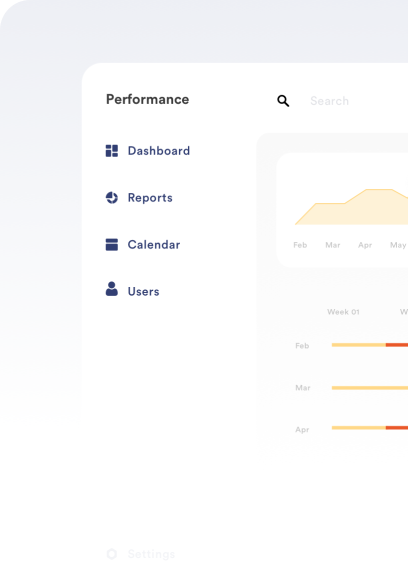 Performance
Search
Dashboard
Reports
Calendar
Users
Feb Mar Apr May
Week 01 W
Feb
Mar
Apr
Settings